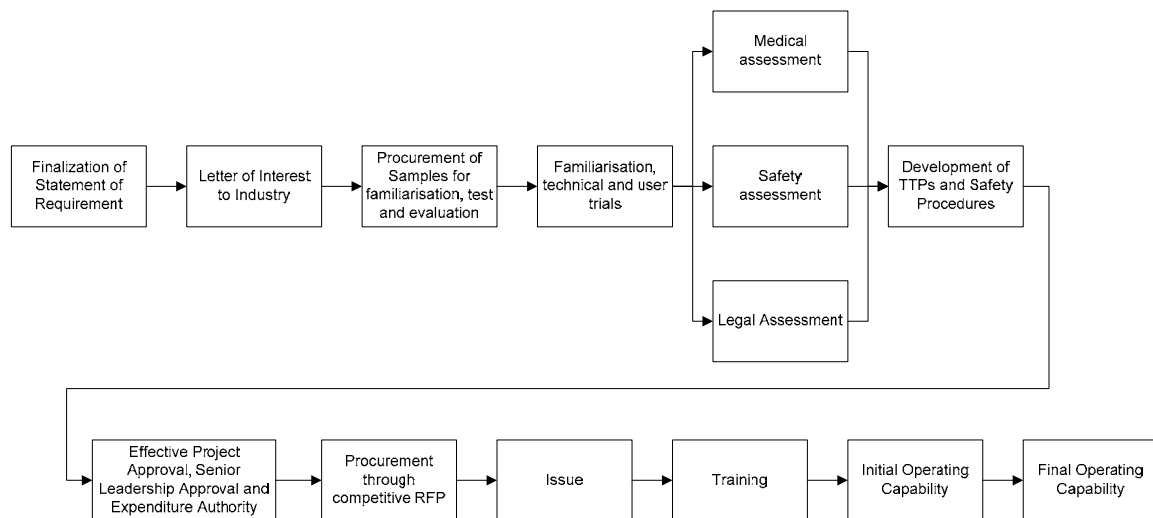 Finalization of
Statement of
Requirement
Letter of Interest
to Industry
Procurement of
Samples for
familiarisation, test
and evaluation
Familiarisation,
technical and user
trials
Medical
assessment
Safety
assessment
Legal Assessment
Development of
TTPs and Safety
Procedures
Effective Project
Approval, Senior
Leadership Approval and
Expenditure Authority
Procurement
through
competitive RFP
Issue
Training
Initial Operating
Capability
Final Operating
Capability